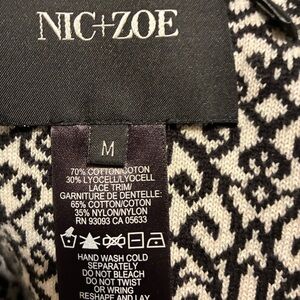 NIC+ZOE
M
70% COTTON/COTON
30% LYOCELL/LYOCELL
LACE TRIM/
GARNITURE DE DENTELLE:
65% COTTON/COTON
35% NYLON/NYLON
RN 93093 CA 05633
HAND WASH COLD
SEPARATELY
DO NOT BLEACH
DO NOT TWIST
OR WRING
RESHAPE AND LAY